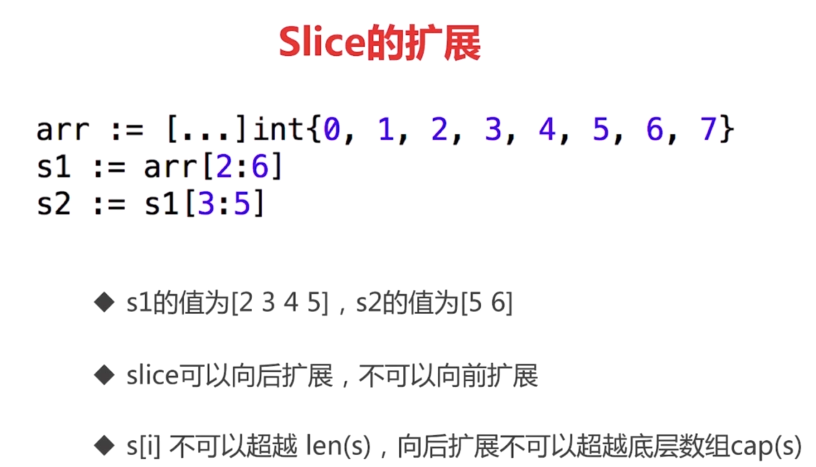 Slice的扩展
arr := [...]int{0, 1, 2, 3, 4, 5, 6, 7}
s1 := arr[2:6]
s2 := s1[3:5]
◆ s1的值为[2 3 4 5]，s2的值为[5 6]
◆ slice可以向后扩展，不可以向前扩展
◆ s[i] 不可以超越 len(s)，向后扩展不可以超越底层数组cap(s)